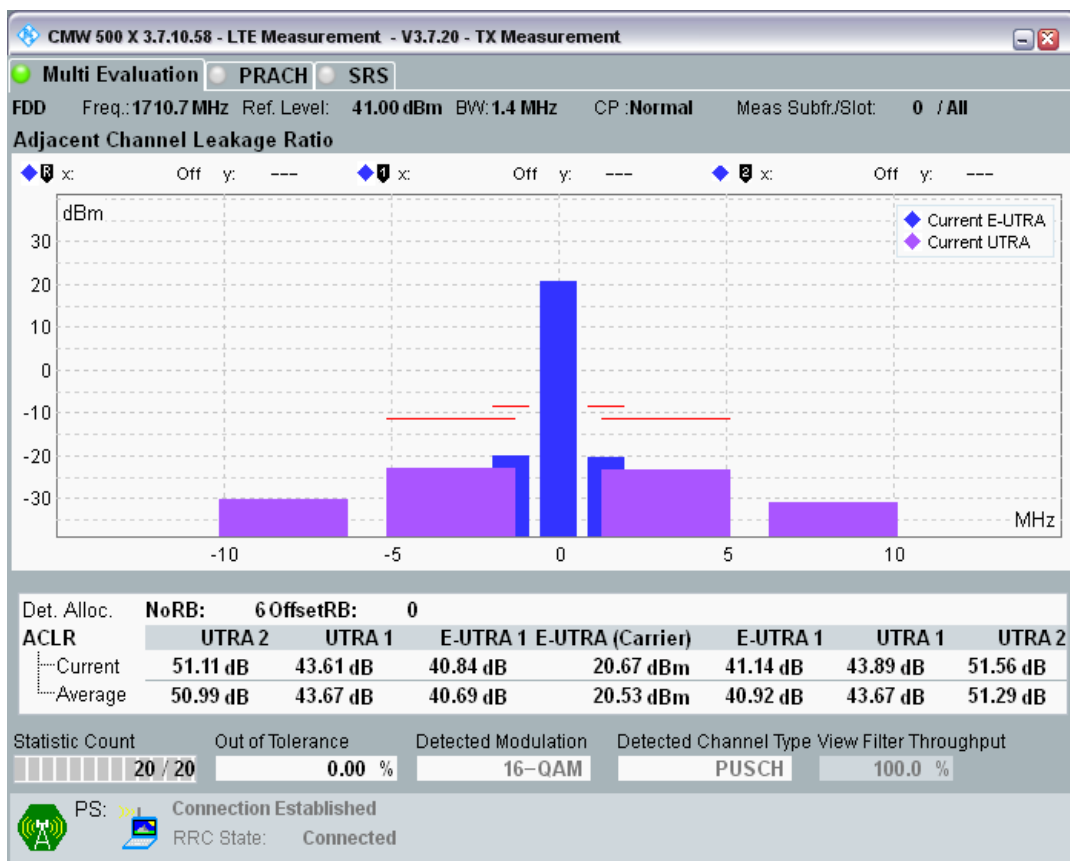 CMW 500 X 3.7.10.58 - LTE Measurement - V3.7.20 - TX Measurement
Multi Evaluation PRACH SRS
FDD Freq.: 1710.7 MHz Ref. Level: 41.00 dBm BW: 1.4 MHz CP :Normal Meas Subfr./Slot: 0 / All
Adjacent Channel Leakage Ratio
R x: Off y: --- 1 x: Off y: --- 2 x: Off y: ---
dBm
Current E-UTRA
Current UTRA
30
20
10
0
-10
-20
-30
MHz
-10 -5 0 5 10
Det. Alloc. NoRB: 6 OffsetRB: 0
ACLR UTRA 2 UTRA 1 E-UTRA 1 E-UTRA (Carrier) E-UTRA 1 UTRA 1 UTRA 2
Current 51.11 dB 43.61 dB 40.84 dB 20.67 dBm 41.14 dB 43.89 dB 51.56 dB
Average 50.99 dB 43.67 dB 40.69 dB 20.53 dBm 40.92 dB 43.67 dB 51.29 dB
Statistic Count Out of Tolerance Detected Modulation Detected Channel Type View Filter Throughput
20 / 20 0.00 % 16-QAM PUSCH 100.0 %
PS: Connection Established
RRC State: Connected